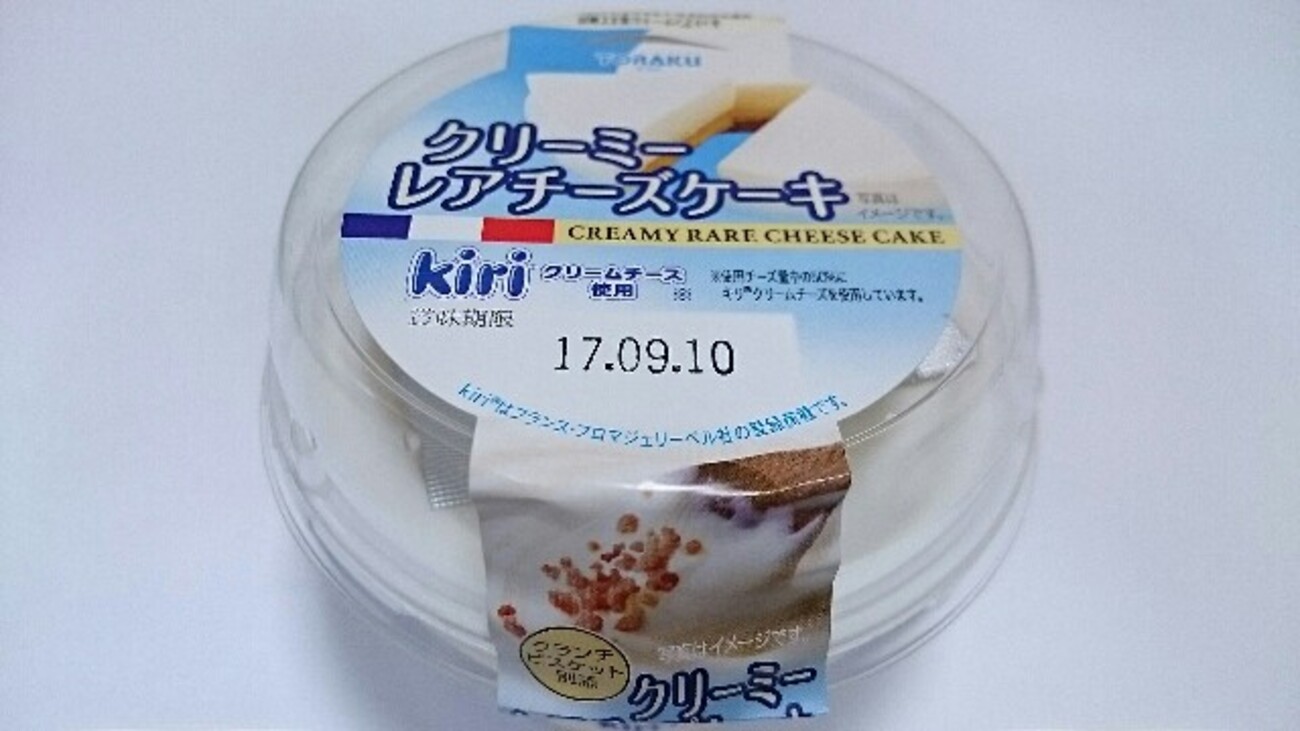 TORAKU
クリーミー
レアチーズケーキ
写真は
イメージです。
CREAMY RARE CHEESE CAKE
kiri クリームチーズ
使用 ※
※使用チーズ量中の
キリ®クリームチーズを使用しています。
賞味期限
17.09.10
kiri®はフランス・フロマジェリーベル社の登録商標です。
写真はイメージです
クランチ
ビスケット
別添
クリーミー